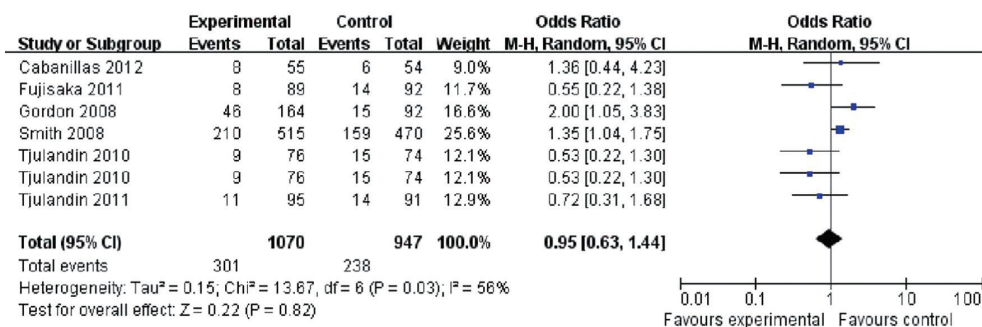 Experimental Control Odds Ratio Odds Ratio
Study or Subgroup Events Total Events Total Weight M-H, Random, 95% CI M-H, Random, 95% CI
Cabanillas 2012 8 55 6 54 9.0% 1.36 [0.44, 4.23]
Fujisaka 2011 8 89 14 92 11.7% 0.55 [0.22, 1.38]
Gordon 2008 46 164 15 92 16.6% 2.00 [1.05, 3.83]
Smith 2008 210 515 159 470 25.6% 1.35 [1.04, 1.75]
Tjulandin 2010 9 76 15 74 12.1% 0.53 [0.22, 1.30]
Tjulandin 2010 9 76 15 74 12.1% 0.53 [0.22, 1.30]
Tjulandin 2011 11 95 14 91 12.9% 0.72 [0.31, 1.68]
Total (95% CI) 1070 947 100.0% 0.95 [0.63, 1.44]
Total events 301 238
Heterogeneity: Tau² = 0.15; Chi² = 13.67, df = 6 (P = 0.03); I² = 56%
Test for overall effect: Z = 0.22 (P = 0.82)
0.01 0.1 1 10 100
Favours experimental Favours control